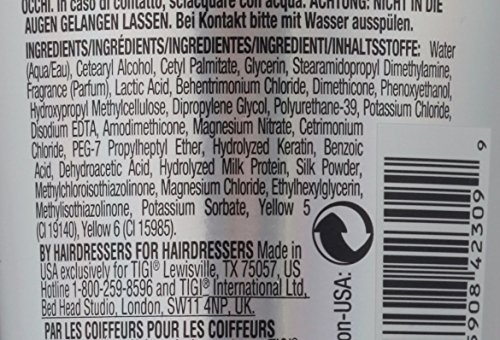 OCCHI. In caso di contatto, sciacquare con acqua. ACHTUNG: NICHT IN DIE
AUGEN GELANGEN LASSEN. Bei Kontakt bitte mit Wasser ausspülen.
INGREDIENTS/INGRÉDIENTS/INGREDIENTES/INGREDIENTI/INHALTSSTOFFE: Water
(Aqua/Eau), Cetearyl Alcohol, Cetyl Palmitate, Glycerin, Stearamidopropyl Dimethylamine,
Fragrance (Parfum), Lactic Acid, Behentrimonium Chloride, Dimethicone, Phenoxyethanol,
Hydroxypropyl Methylcellulose, Dipropylene Glycol, Polyurethane-39, Potassium Chloride,
Disodium EDTA, Amodimethicone, Magnesium Nitrate, Cetrimonium
Chloride, PEG-7 Propylheptyl Ether, Hydrolyzed Keratin, Benzoic
Acid, Dehydroacetic Acid, Hydrolyzed Milk Protein, Silk Powder,
Methylchloroisothiazolinone, Magnesium Chloride, Ethylhexylglycerin,
Methylisothiazolinone, Potassium Sorbate, Yellow 5
(CI 19140), Yellow 6 (CI 15985).
BY HAIRDRESSERS FOR HAIRDRESSERS Made in
USA exclusively for TIGI® Lewisville, TX 75057, US
Hotline 1-800-259-8596 and TIGI® International Ltd,
Bed Head Studio, London, SW11 4NP, UK.
PAR LES COIFFEURS POUR LES COIFFEURS
on-USA:
5908 42309
9